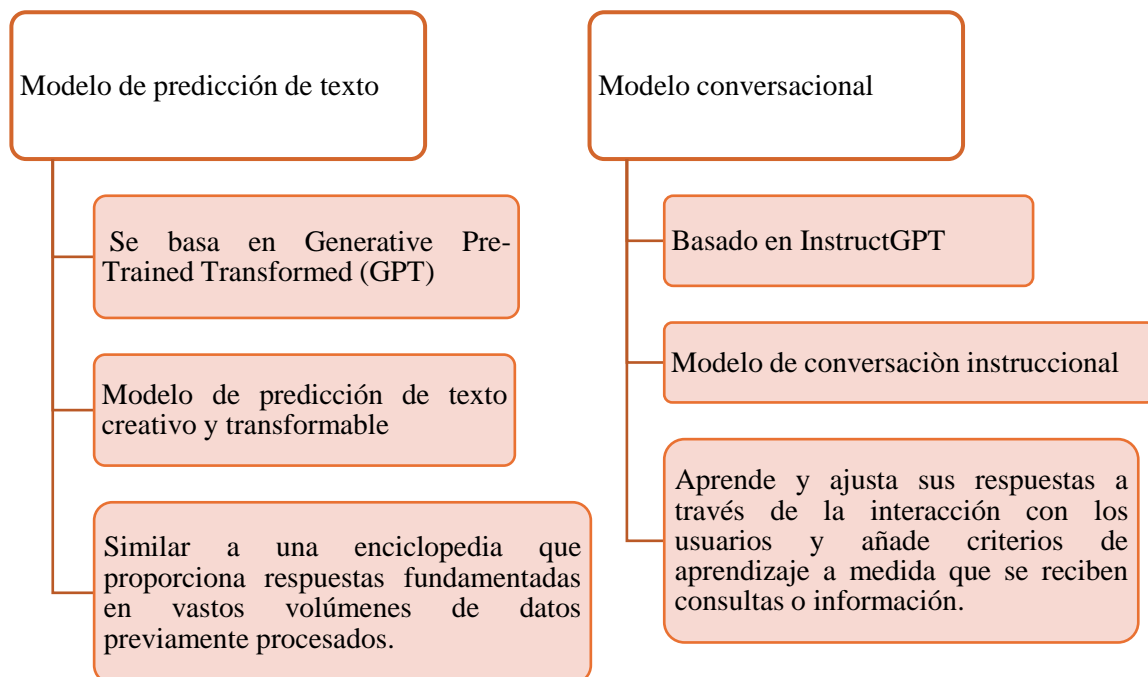 Modelo de predicción de texto
Se basa en Generative Pre-
Trained Transformed (GPT)
Modelo de predicción de texto
creativo y transformable
Similar a una enciclopedia que
proporciona respuestas fundamentadas
en vastos volúmenes de datos
previamente procesados.
Modelo conversacional
Basado en InstructGPT
Modelo de conversaciòn instruccional
Aprende y ajusta sus respuestas a
través de la interacción con los
usuarios y añade criterios de
aprendizaje a medida que se reciben
consultas o información.